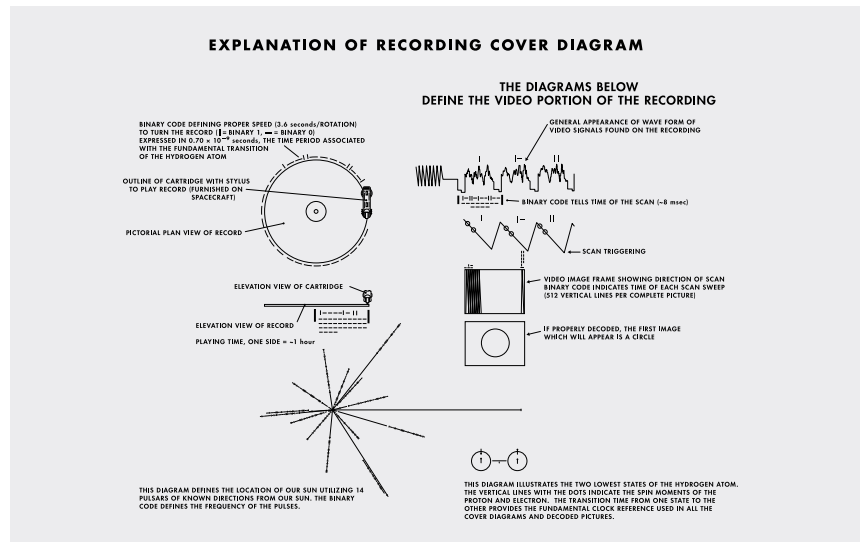 EXPLANATION OF RECORDING COVER DIAGRAM
THE DIAGRAMS BELOW
DEFINE THE VIDEO PORTION OF THE RECORDING
BINARY CODE DEFINING PROPER SPEED (3.6 seconds/ROTATION)
TO TURN THE RECORD (|= BINARY 1, — = BINARY 0)
EXPRESSED IN 0.70 × 10⁻⁹ seconds, THE TIME PERIOD ASSOCIATED
WITH THE FUNDAMENTAL TRANSITION
OF THE HYDROGEN ATOM
OUTLINE OF CARTRIDGE WITH STYLUS
TO PLAY RECORD (FURNISHED ON
SPACECRAFT)
PICTORIAL PLAN VIEW OF RECORD
ELEVATION VIEW OF CARTRIDGE
ELEVATION VIEW OF RECORD
PLAYING TIME, ONE SIDE = ~1 hour
GENERAL APPEARANCE OF WAVE FORM OF
VIDEO SIGNALS FOUND ON THE RECORDING
BINARY CODE TELLS TIME OF THE SCAN (~8 msec)
SCAN TRIGGERING
VIDEO IMAGE FRAME SHOWING DIRECTION OF SCAN
BINARY CODE INDICATES TIME OF EACH SCAN SWEEP
(512 VERTICAL LINES PER COMPLETE PICTURE)
IF PROPERLY DECODED, THE FIRST IMAGE
WHICH WILL APPEAR IS A CIRCLE
THIS DIAGRAM DEFINES THE LOCATION OF OUR SUN UTILIZING 14
PULSARS OF KNOWN DIRECTIONS FROM OUR SUN. THE BINARY
CODE DEFINES THE FREQUENCY OF THE PULSES.
THIS DIAGRAM ILLUSTRATES THE TWO LOWEST STATES OF THE HYDROGEN ATOM.
THE VERTICAL LINES WITH THE DOTS INDICATE THE SPIN MOMENTS OF THE
PROTON AND ELECTRON. THE TRANSITION TIME FROM ONE STATE TO THE
OTHER PROVIDES THE FUNDAMENTAL CLOCK REFERENCE USED IN ALL THE
COVER DIAGRAMS AND DECODED PICTURES.